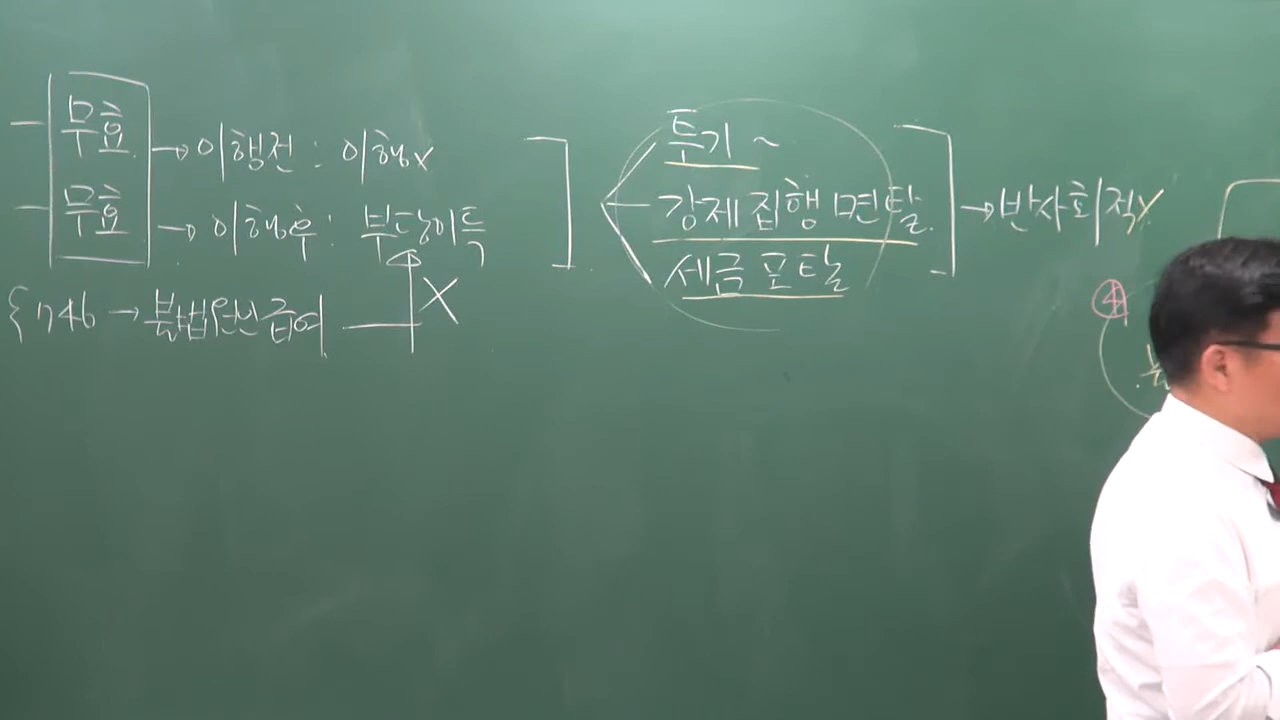 무효
→ 이행전 : 이행x
무효
→ 이행후 : 부당이득
{ 746 → 불법원인급여 X
투기 ~
강제집행면탈
세금 포탈
→ 반사회적x
④